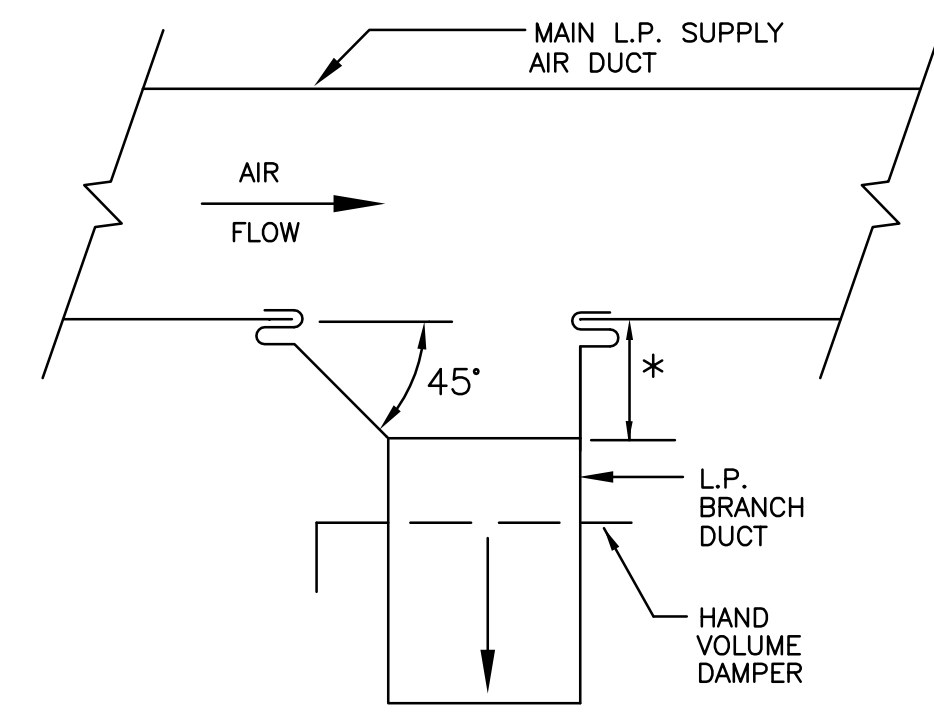 MAIN L.P. SUPPLY
AIR DUCT
AIR
FLOW
45°
*
L.P.
BRANCH
DUCT
HAND
VOLUME
DAMPER